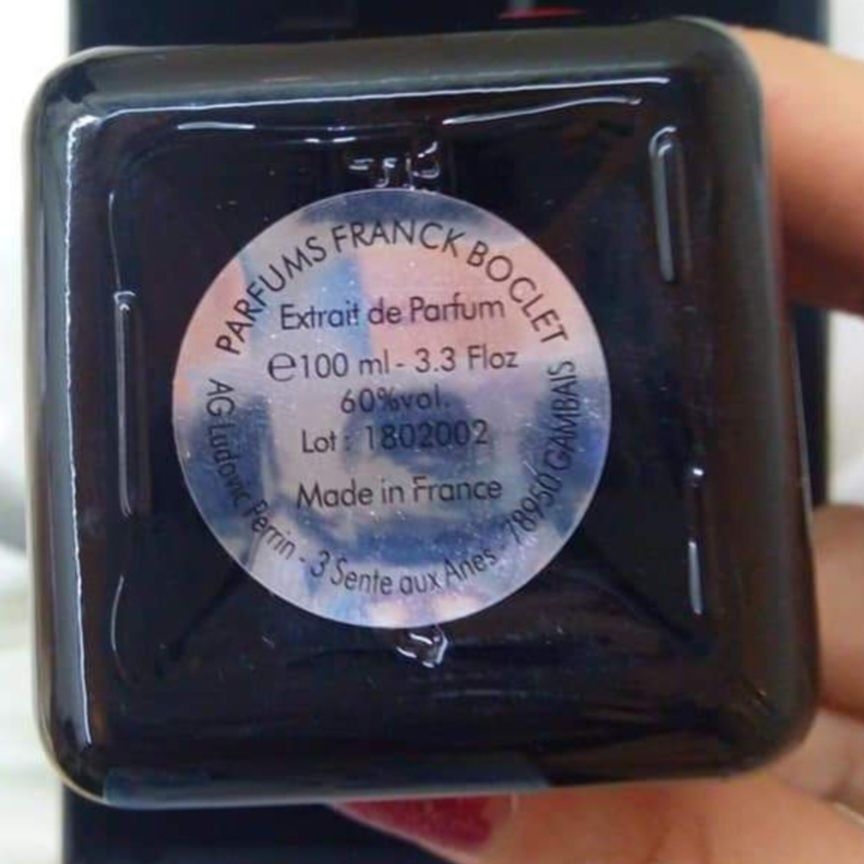 PARFUMS FRANCK BOCLET
Extrait de Parfum
℮100 ml - 3.3 Floz
60%vol.
Lot : 1802002
Made in France
AG Ludovic Perrin - 3 Sente aux Anes - 78950 GAMBAIS